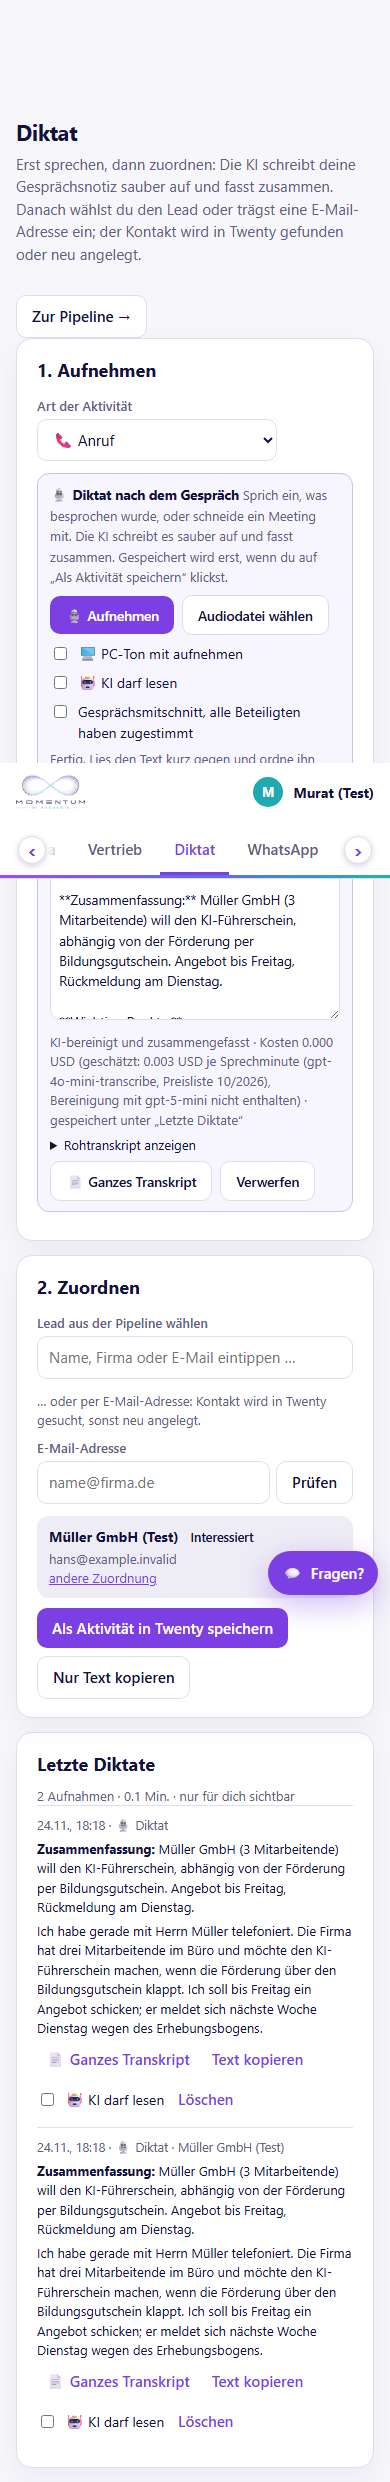 Diktat
Erst sprechen, dann zuordnen: Die KI schreibt deine
Gesprächsnotiz sauber auf und fasst zusammen.
Danach wählst du den Lead oder trägst eine E-Mail-
Adresse ein; der Kontakt wird in Twenty gefunden
oder neu angelegt.
Zur Pipeline →
1. Aufnehmen
Art der Aktivität
Anruf
Diktat nach dem Gespräch Sprich ein, was
besprochen wurde, oder schneide ein Meeting
mit. Die KI schreibt es sauber auf und fasst
zusammen. Gespeichert wird erst, wenn du auf
„Als Aktivität speichern“ klickst.
Aufnehmen
Audiodatei wählen
PC-Ton mit aufnehmen
KI darf lesen
Gesprächsmitschnitt, alle Beteiligten
haben zugestimmt
Fertig. Lies den Text kurz gegen und ordne ihn
MOMENTUM
M
Murat (Test)
‹
a
Vertrieb
Diktat
WhatsApp
›
**Zusammenfassung:** Müller GmbH (3
Mitarbeitende) will den KI-Führerschein,
abhängig von der Förderung per
Bildungsgutschein. Angebot bis Freitag,
Rückmeldung am Dienstag.
KI-bereinigt und zusammengefasst · Kosten 0.000
USD (geschätzt: 0.003 USD je Sprechminute (gpt-
4o-mini-transcribe, Preisliste 10/2026),
Bereinigung mit gpt-5-mini nicht enthalten) ·
gespeichert unter „Letzte Diktate“
Rohtranskript anzeigen
Ganzes Transkript
Verwerfen
2. Zuordnen
Lead aus der Pipeline wählen
Name, Firma oder E-Mail eintippen ...
... oder per E-Mail-Adresse: Kontakt wird in Twenty
gesucht, sonst neu angelegt.
E-Mail-Adresse
name@firma.de
Prüfen
Müller GmbH (Test) Interessiert
hans@example.invalid
andere Zuordnung
Fragen?
Als Aktivität in Twenty speichern
Nur Text kopieren
Letzte Diktate
2 Aufnahmen · 0.1 Min. · nur für dich sichtbar
24.11., 18:18 · Diktat
Zusammenfassung: Müller GmbH (3 Mitarbeitende)
will den KI-Führerschein, abhängig von der Förderung
per Bildungsgutschein. Angebot bis Freitag,
Rückmeldung am Dienstag.
Ich habe gerade mit Herrn Müller telefoniert. Die Firma
hat drei Mitarbeitende im Büro und möchte den KI-
Führerschein machen, wenn die Förderung über den
Bildungsgutschein klappt. Ich soll bis Freitag ein
Angebot schicken; er meldet sich nächste Woche
Dienstag wegen des Erhebungsbogens.
Ganzes Transkript
Text kopieren
KI darf lesen
Löschen
24.11., 18:18 · Diktat · Müller GmbH (Test)
Zusammenfassung: Müller GmbH (3 Mitarbeitende)
will den KI-Führerschein, abhängig von der Förderung
per Bildungsgutschein. Angebot bis Freitag,
Rückmeldung am Dienstag.
Ich habe gerade mit Herrn Müller telefoniert. Die Firma
hat drei Mitarbeitende im Büro und möchte den KI-
Führerschein machen, wenn die Förderung über den
Bildungsgutschein klappt. Ich soll bis Freitag ein
Angebot schicken; er meldet sich nächste Woche
Dienstag wegen des Erhebungsbogens.
Ganzes Transkript
Text kopieren
KI darf lesen
Löschen